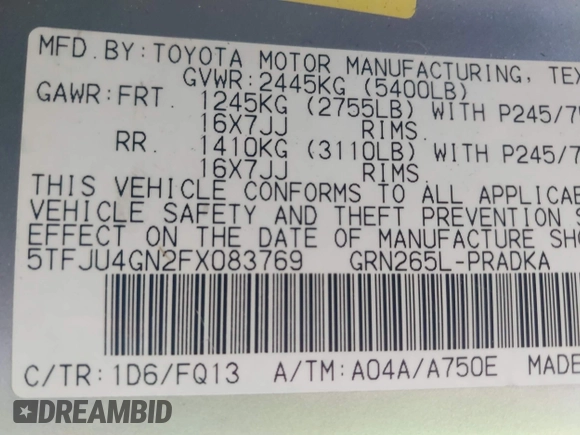 MFD. BY: TOYOTA MOTOR MANUFACTURING, TEX
GVWR: 2445KG (5400LB)
GAWR: FRT. 1245KG (2755LB) WITH P245/7
16X7JJ RIMS
RR. 1410KG (3110LB) WITH P245/7
16X7JJ RIMS
THIS VEHICLE CONFORMS TO ALL APPLICAB
VEHICLE SAFETY AND THEFT PREVENTION S
EFFECT ON THE DATE OF MANUFACTURE SHO
5TFJU4GN2FX083769 GRN265L-PRADKA
C/TR: 1D6/FQ13 A/TM: A04A/A750E MADE
DREAMBID